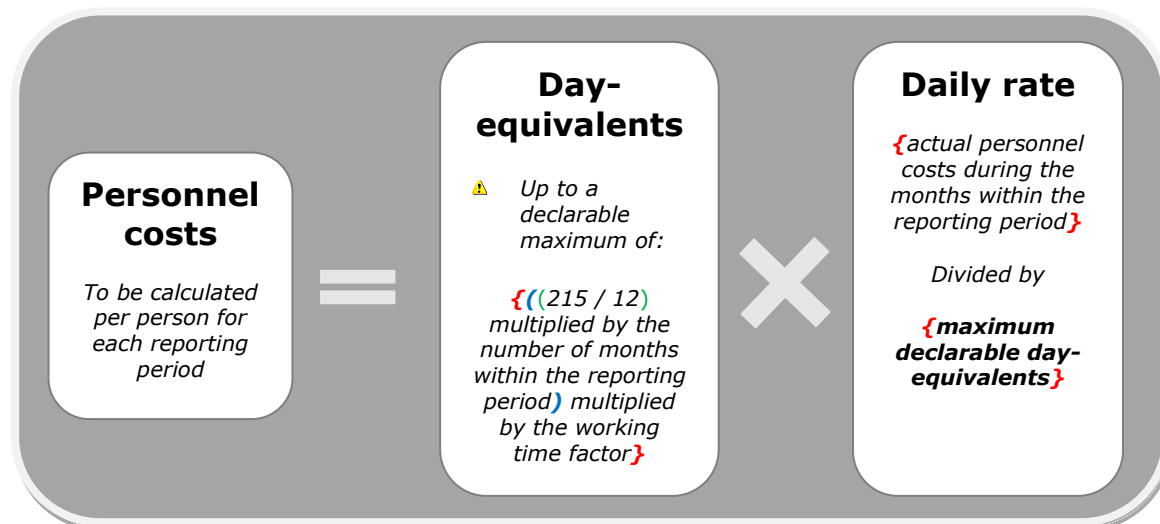 Personnel
costs
To be calculated
per person for
each reporting
period
=
Day-
equivalents
Up to a
declarable
maximum of:
{((215 / 12)
multiplied by the
number of months
within the reporting
period) multiplied
by the working
time factor}
×
Daily rate
{actual personnel
costs during the
months within the
reporting period}
Divided by
{maximum
declarable day-
equivalents}